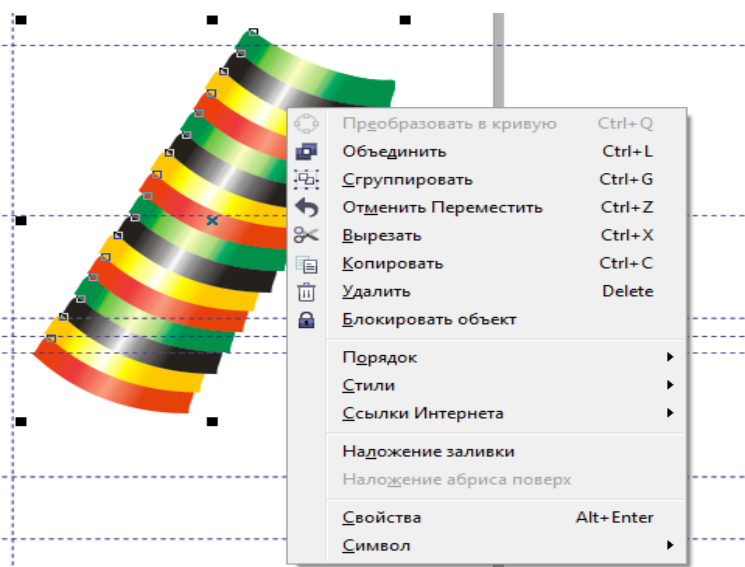 Преобразовать в кривую Ctrl+Q
Объединить Ctrl+L
Сгруппировать Ctrl+G
Отменить Переместить Ctrl+Z
Вырезать Ctrl+X
Копировать Ctrl+C
Удалить Delete
Блокировать объект
Порядок
Стили
Ссылки Интернета
Наложение заливки
Наложение абриса поверх
Свойства Alt+Enter
Символ